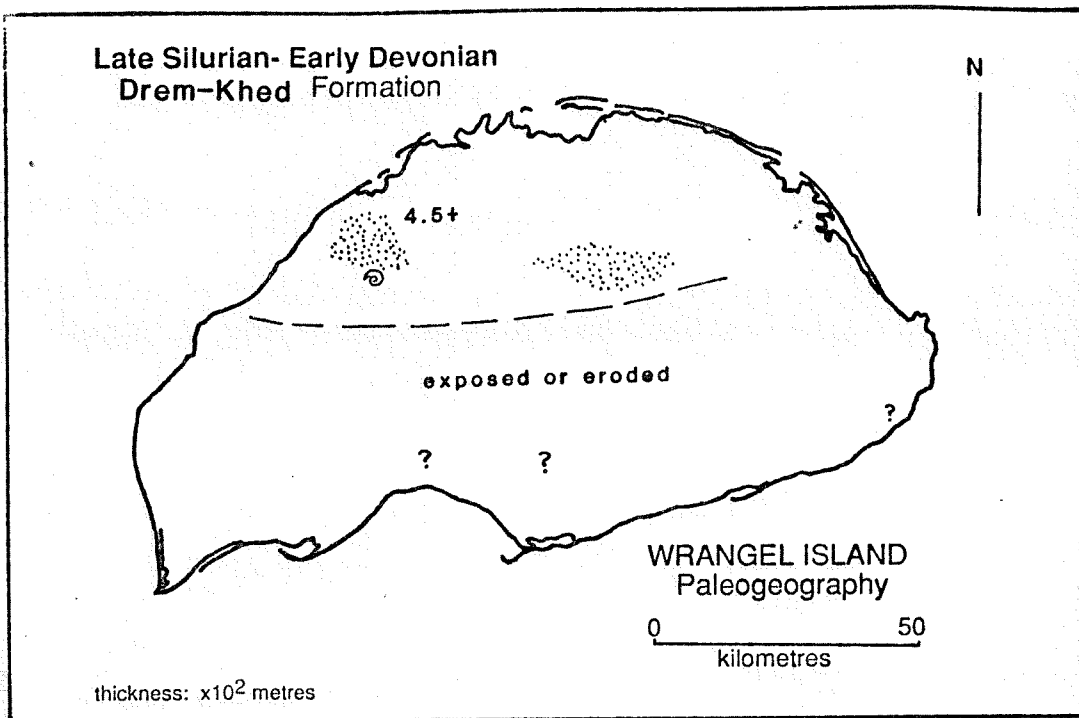 Late Silurian- Early Devonian
Drem-Khed Formation
N
4.5+
exposed or eroded
?
? ?
WRANGEL ISLAND
Paleogeography
0 50
kilometres
thickness: x10² metres